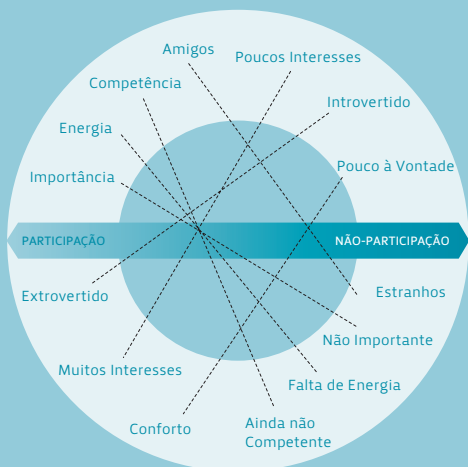 Amigos
Poucos Interesses
Competência
Introvertido
Energia
Pouco à Vontade
Importância
PARTICIPAÇÃO
NÃO-PARTICIPAÇÃO
Extrovertido
Estranhos
Não Importante
Muitos Interesses
Falta de Energia
Conforto
Ainda não
Competente